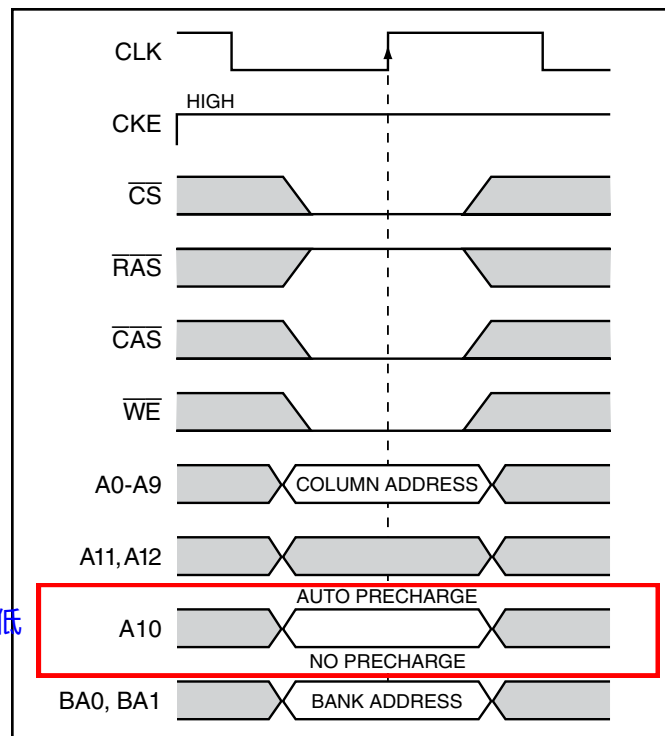 CLK
HIGH
CKE
CS
RAS
CAS
WE
A0-A9 COLUMN ADDRESS
A11, A12
AUTO PRECHARGE
低 A10
NO PRECHARGE
BA0, BA1 BANK ADDRESS